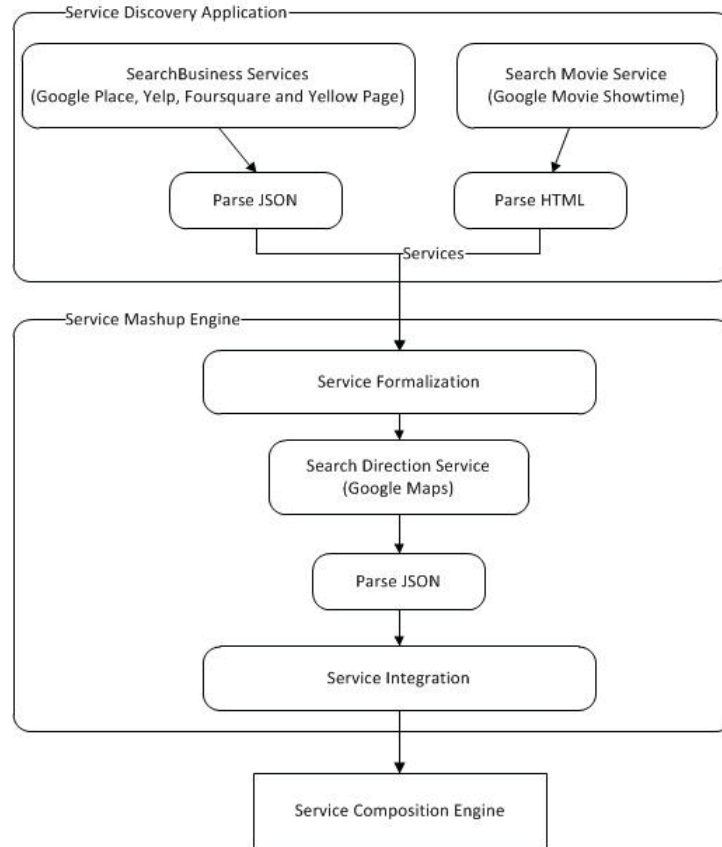 Service Discovery Application
SearchBusiness Services
(Google Place, Yelp, Foursquare and Yellow Page)
Search Movie Service
(Google Movie Showtime)
Parse JSON
Parse HTML
Services
Service Mashup Engine
Service Formalization
Search Direction Service
(Google Maps)
Parse JSON
Service Integration
Service Composition Engine